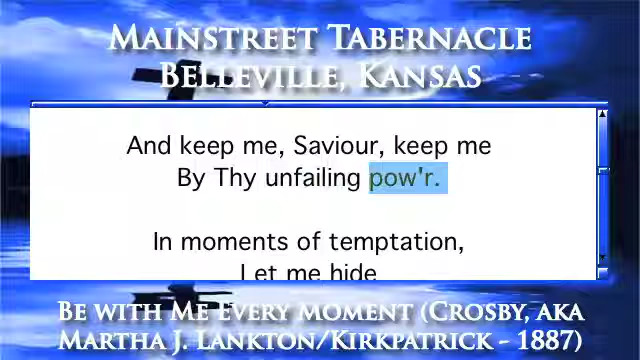 Mainstreet Tabernacle
Belleville, Kansas
And keep me, Saviour, keep me
By Thy unfailing pow'r.
In moments of temptation,
Let me hide
Be with Me Every Moment (Crosby, aka
Martha J. Lankton/Kirkpatrick - 1887)